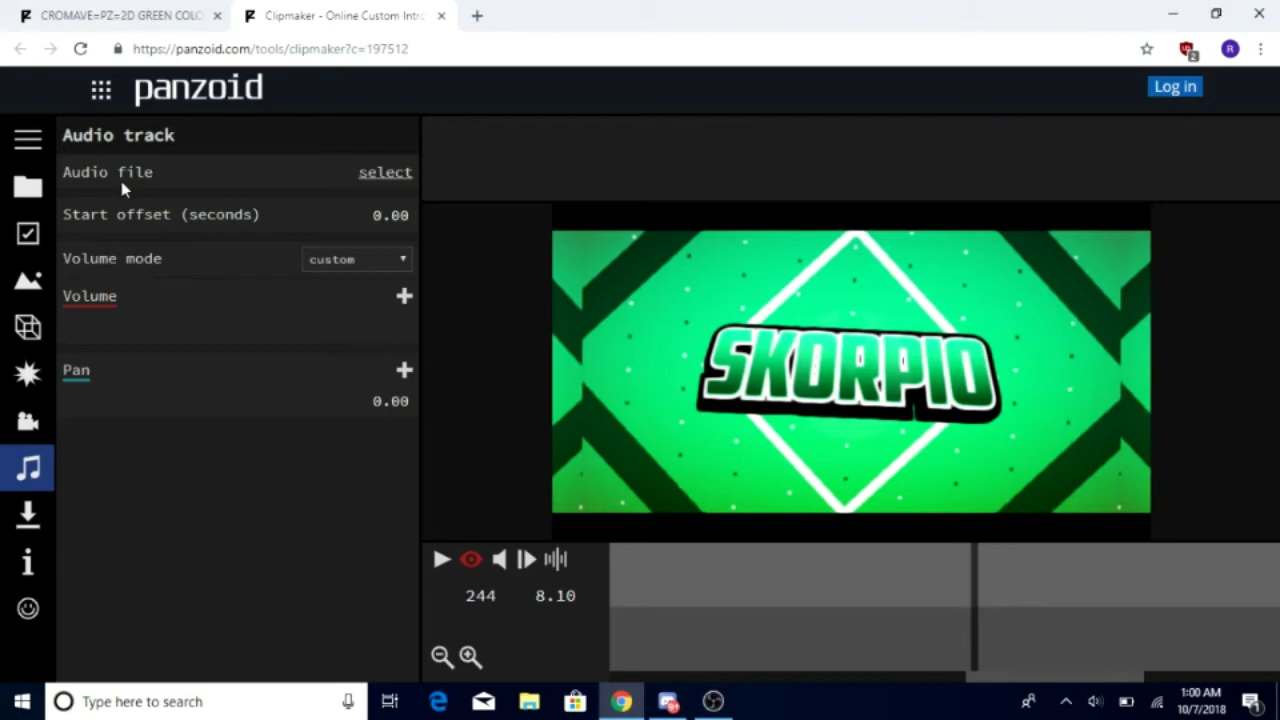 CROMAVE=PZ=2D GREEN COLO
Clipmaker - Online Custom Intro
https://panzoid.com/tools/clipmaker?c=197512
2
R
panzoid
Log in
Audio track
Audio file
select
Start offset (seconds)
0.00
Volume mode
custom
Volume
Pan
0.00
SKORPIO
244
8.10
Type here to search
1:00 AM
10/7/2018